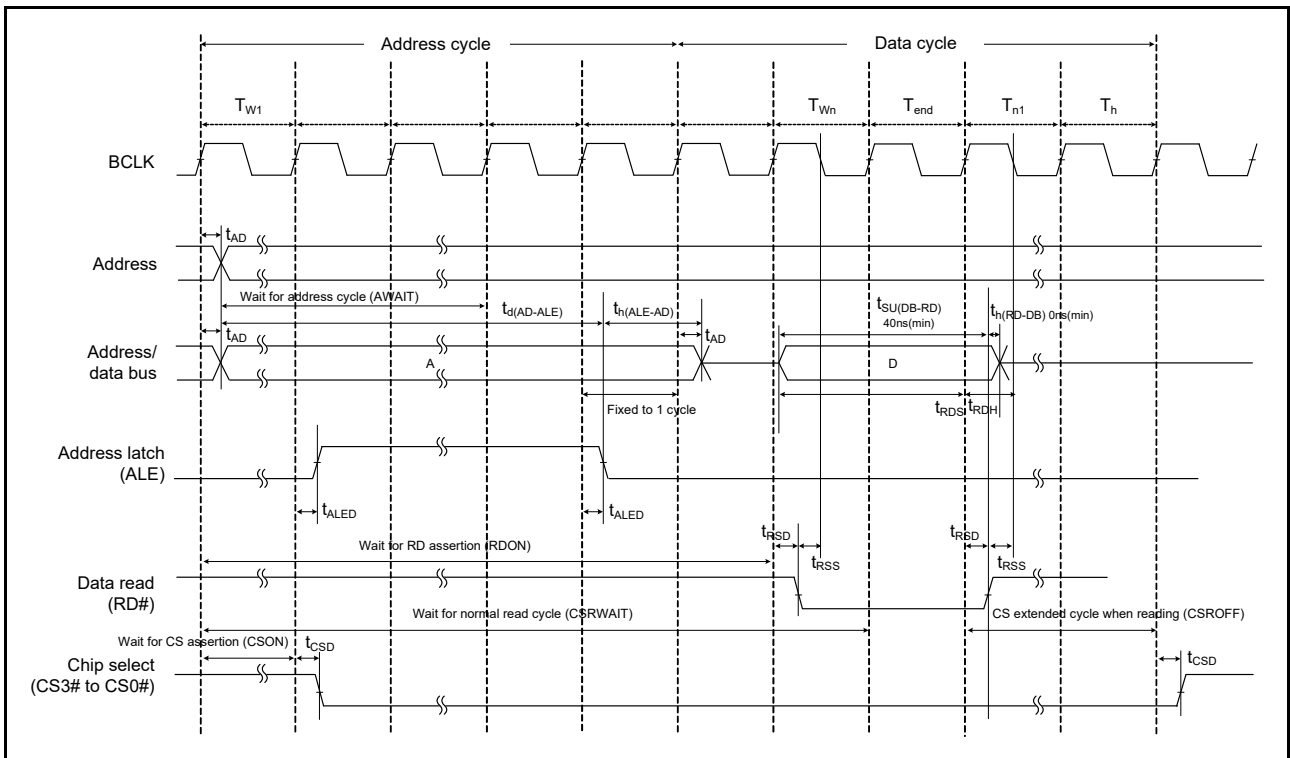 Address cycle Data cycle
TW1 TWn Tend Tn1 Th
BCLK
tAD
Address
Wait for address cycle (AWAIT)
td(AD-ALE) th(ALE-AD) tSU(DB-RD)
40ns(min) th(RD-DB) 0ns(min)
tAD tAD
Address/
data bus
A D
Fixed to 1 cycle tRDS tRDH
Address latch
(ALE)
tALED tALED
tRSD tRSD
Wait for RD assertion (RDON)
tRSS tRSS
Data read
(RD#)
Wait for normal read cycle (CSRWAIT) CS extended cycle when reading (CSROFF)
Wait for CS assertion (CSON) tCSD tCSD
Chip select
(CS3# to CS0#)